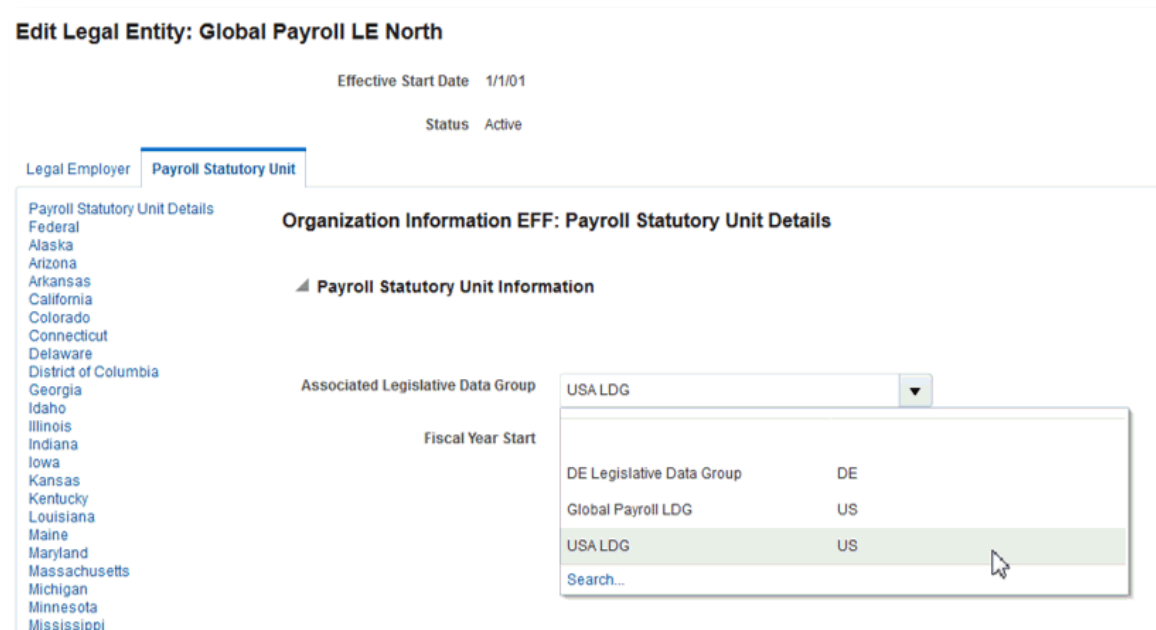 Edit Legal Entity: Global Payroll LE North
Effective Start Date 1/1/01
Status Active
Legal Employer Payroll Statutory Unit
Payroll Statutory Unit Details
Federal
Alaska
Arizona
Arkansas
California
Colorado
Connecticut
Delaware
District of Columbia
Georgia
Idaho
Illinois
Indiana
Iowa
Kansas
Kentucky
Louisiana
Maine
Maryland
Massachusetts
Michigan
Minnesota
Mississippi
Organization Information EFF: Payroll Statutory Unit Details
Payroll Statutory Unit Information
Associated Legislative Data Group USA LDG
Fiscal Year Start
DE Legislative Data Group DE
Global Payroll LDG US
USA LDG US
Search...